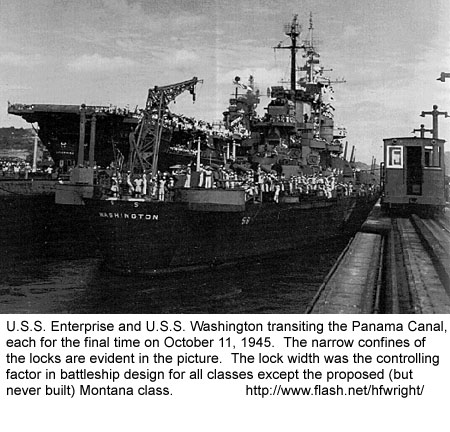 S
WASHINGTON
56
U.S.S. Enterprise and U.S.S. Washington transiting the Panama Canal,
each for the final time on October 11, 1945.  The narrow confines of
the locks are evident in the picture.  The lock width was the controlling
factor in battleship design for all classes except the proposed (but
never built) Montana class.               http://www.flash.net/hfwright/